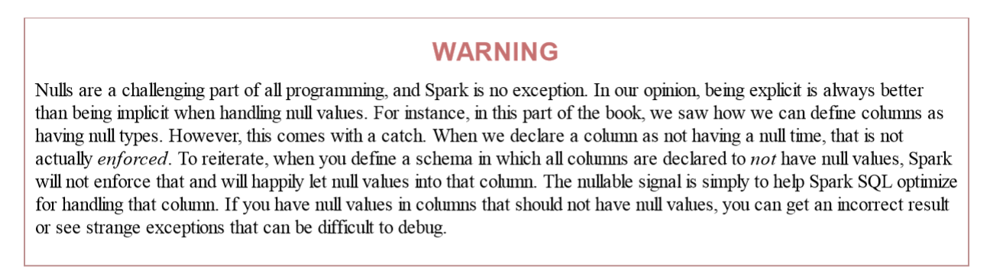 WARNING
Nulls are a challenging part of all programming, and Spark is no exception. In our opinion, being explicit is always better
than being implicit when handling null values. For instance, in this part of the book, we saw how we can define columns as
having null types. However, this comes with a catch. When we declare a column as not having a null time, that is not
actually enforced. To reiterate, when you define a schema in which all columns are declared to not have null values, Spark
will not enforce that and will happily let null values into that column. The nullable signal is simply to help Spark SQL optimize
for handling that column. If you have null values in columns that should not have null values, you can get an incorrect result
or see strange exceptions that can be difficult to debug.